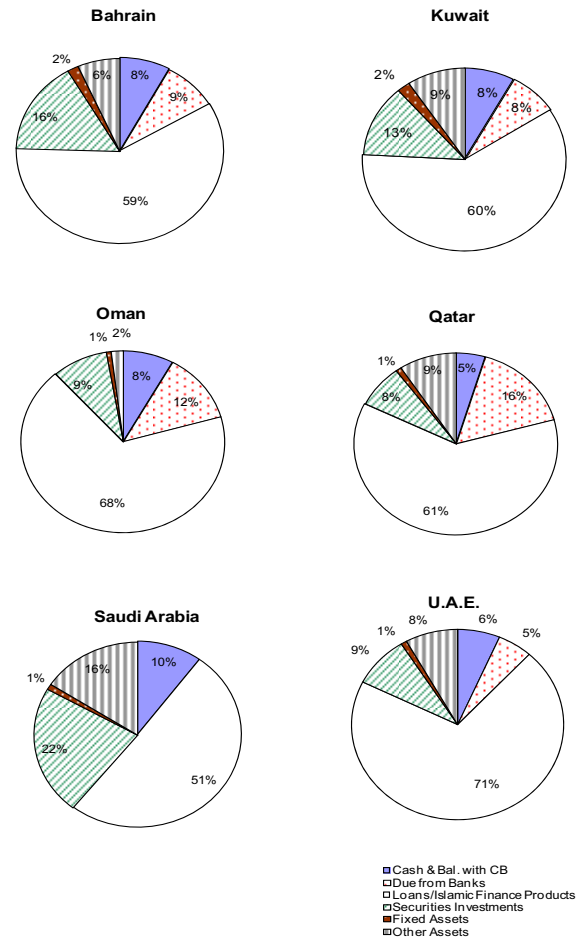 Bahrain
Kuwait
2%
6%
8%
9%
16%
59%
2%
9%
8%
8%
13%
60%
Oman
Qatar
1%
2%
8%
12%
9%
68%
1%
9%
5%
16%
8%
61%
Saudi Arabia
U.A.E.
16%
10%
1%
22%
51%
8%
6%
5%
1%
9%
71%
Cash & Bal. with CB
Due from Banks
Loans/Islamic Finance Products
Securities Investments
Fixed Assets
Other Assets